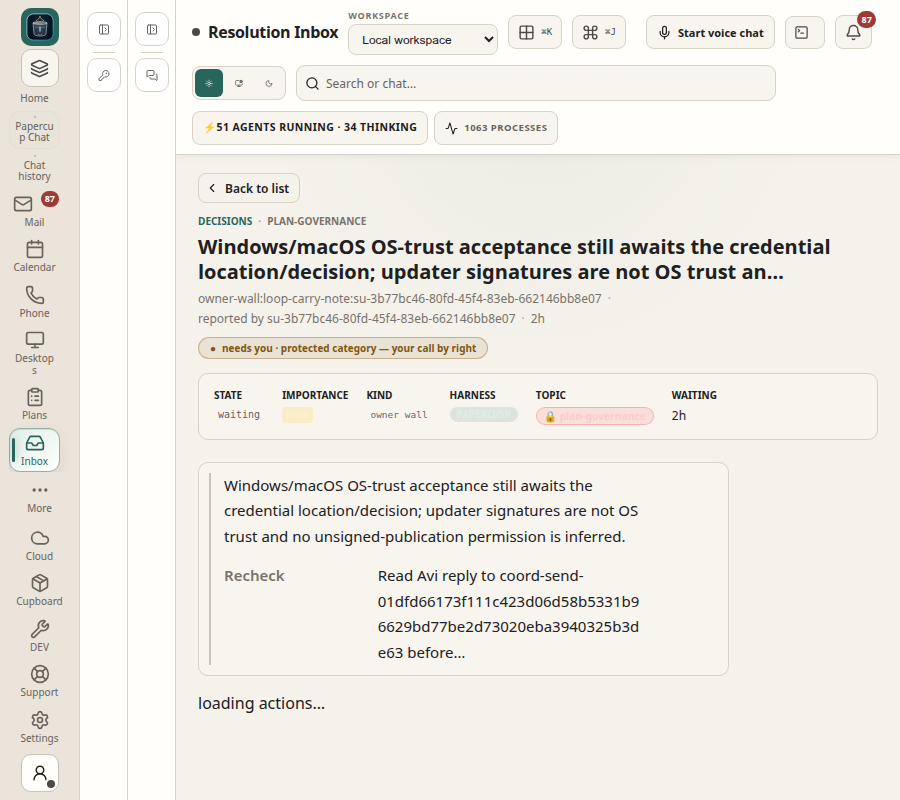 Resolution Inbox
WORKSPACE
Local workspace
⌘K
⌘J
Start voice chat
87
Search or chat...
⚡51 AGENTS RUNNING · 34 THINKING
1063 PROCESSES
Home
Papercu
p Chat
Chat
history
87
Mail
Calendar
Phone
Desktop
s
Plans
Inbox
More
Cloud
Cupboard
DEV
Support
Settings
Back to list
DECISIONS · PLAN-GOVERNANCE
Windows/macOS OS-trust acceptance still awaits the credential
location/decision; updater signatures are not OS trust an...
owner-wall:loop-carry-note:su-3b77bc46-80fd-45f4-83eb-662146bb8e07 ·
reported by su-3b77bc46-80fd-45f4-83eb-662146bb8e07 · 2h
● needs you · protected category — your call by right
STATE IMPORTANCE KIND HARNESS TOPIC WAITING
waiting owner wall 🔒 plan-governance 2h
Windows/macOS OS-trust acceptance still awaits the
credential location/decision; updater signatures are not OS
trust and no unsigned-publication permission is inferred.
Recheck Read Avi reply to coord-send-
01dfd66173f111c423d06d58b5331b9
6629bd77be2d73020eba3940325b3d
e63 before...
loading actions...